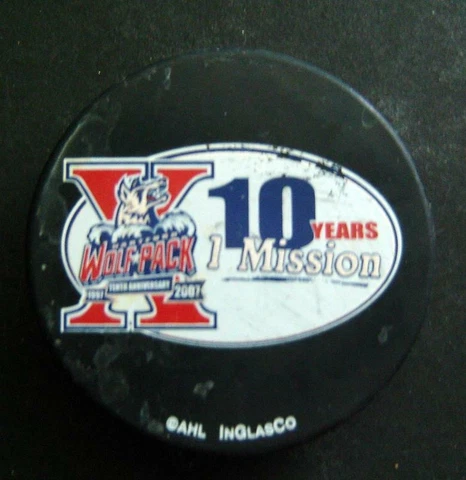 X
10
YEARS
1 Mission
WOLF PACK
TENTH ANNIVERSARY
1997 2007
©AHL INGLASCO